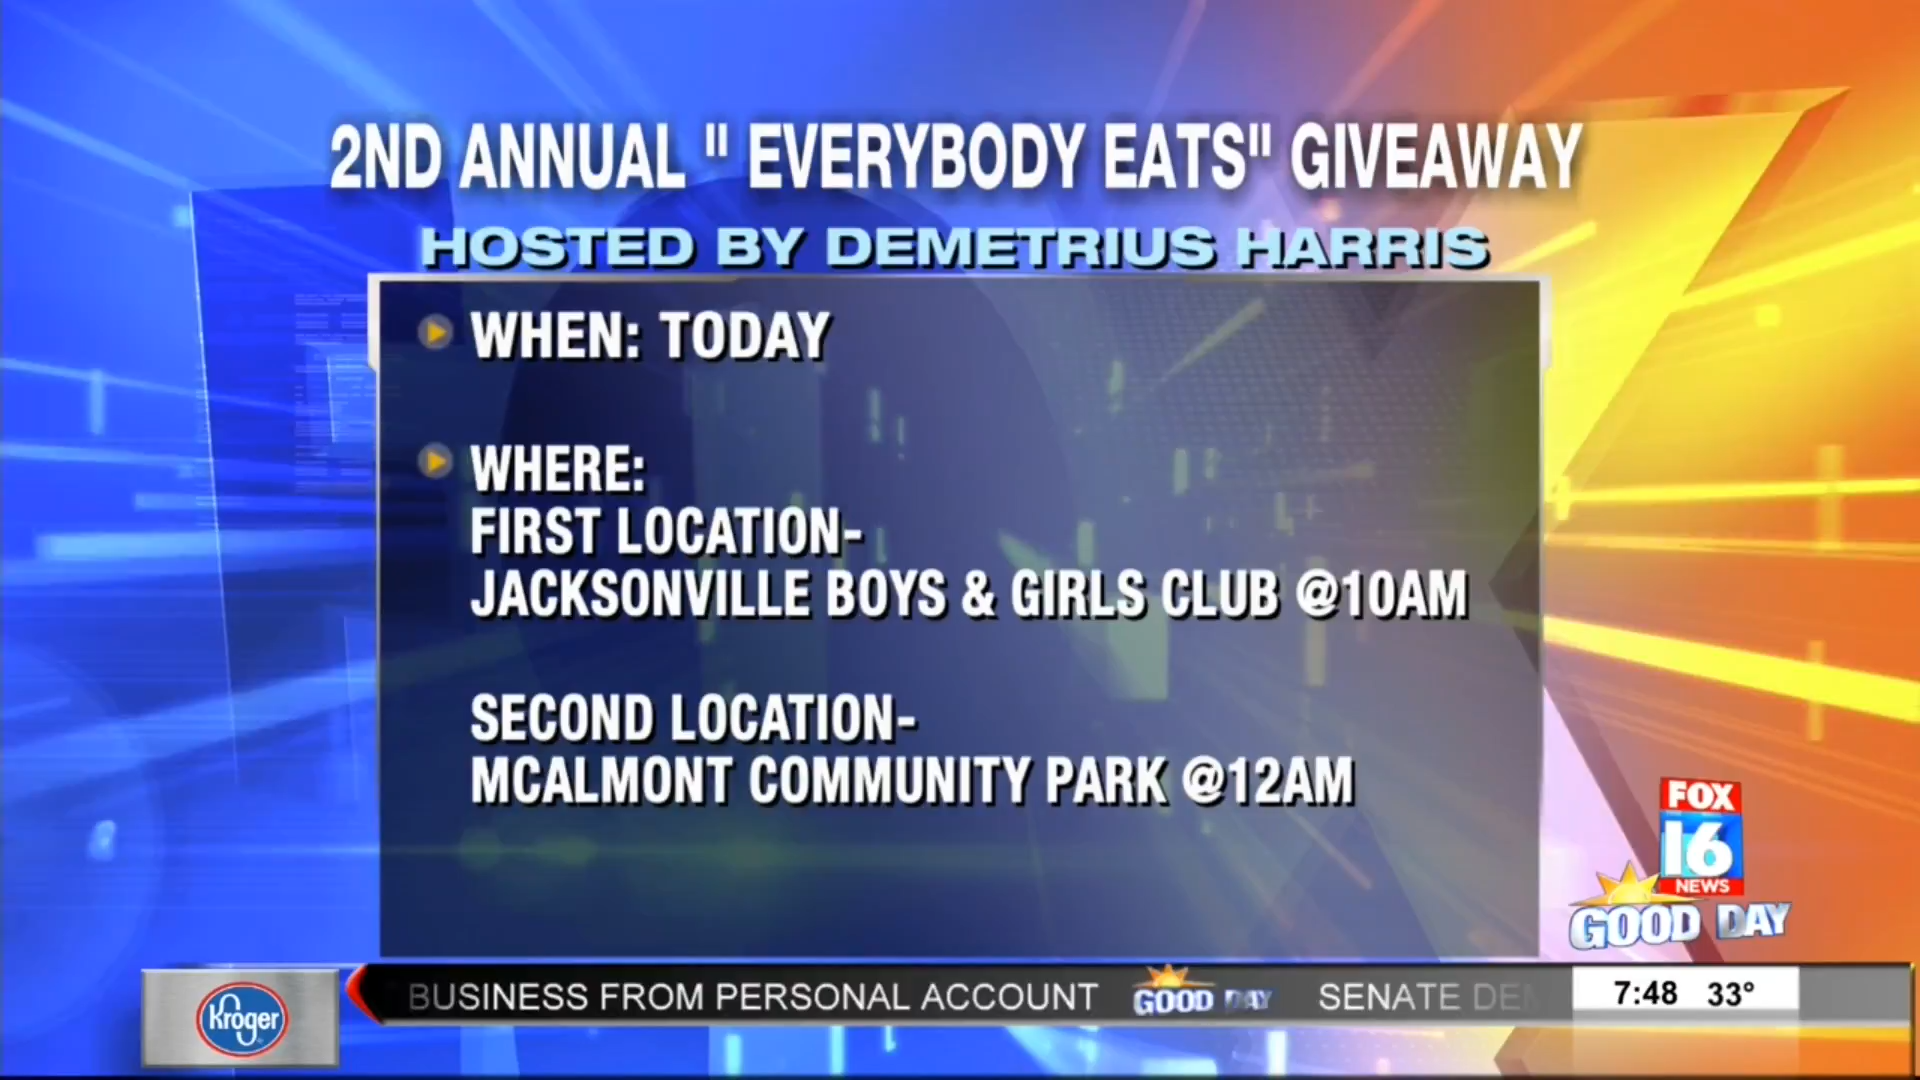 2ND ANNUAL " EVERYBODY EATS" GIVEAWAY
HOSTED BY DEMETRIUS HARRIS
WHEN: TODAY
WHERE:
FIRST LOCATION-
JACKSONVILLE BOYS & GIRLS CLUB @10AM
SECOND LOCATION-
MCALMONT COMMUNITY PARK @12AM
FOX
16
NEWS
GOOD DAY
Kroger
BUSINESS FROM PERSONAL ACCOUNT GOOD DAY SENATE DEM
7:48 33°